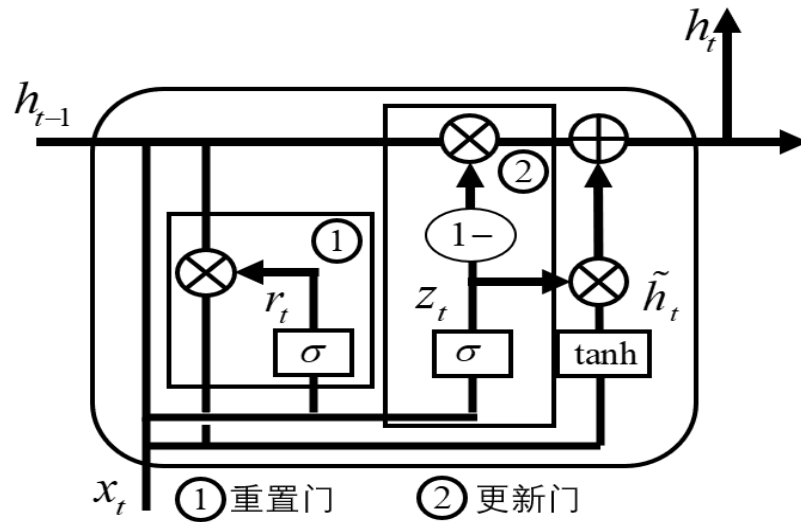 h_t
h_{t-1}
②
1−
①
r_t
z_t
h̃_t
σ
σ
tanh
x_t
① 重置门
② 更新门